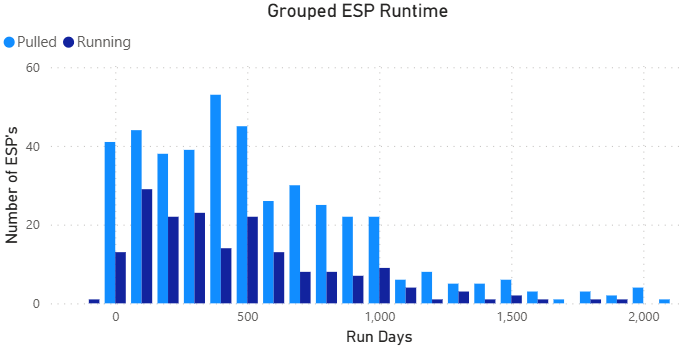 Grouped ESP Runtime
Pulled Running
60
40
20
0
Number of ESP's
0 500 1,000 1,500 2,000
Run Days